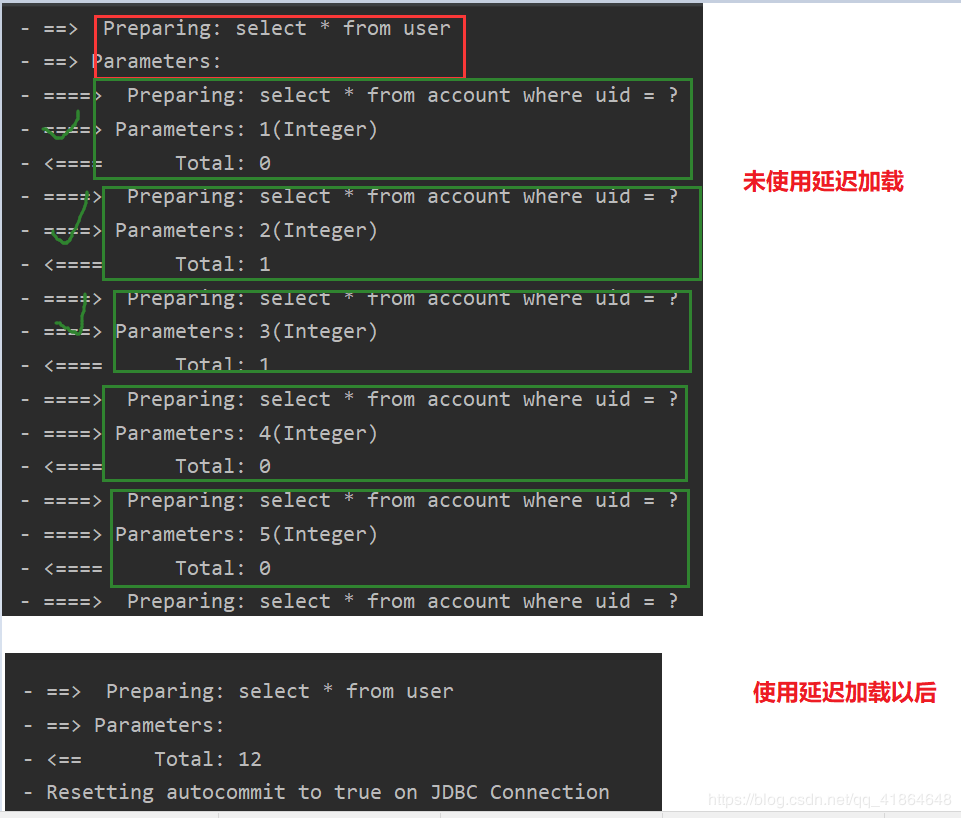 - ==>  Preparing: select * from user
- ==> Parameters:
- ====>  Preparing: select * from account where uid = ?
- ====> Parameters: 1(Integer)
- <====      Total: 0
未使用延迟加载
- ====>  Preparing: select * from account where uid = ?
- ====> Parameters: 2(Integer)
- <====      Total: 1
- ====>  Preparing: select * from account where uid = ?
- ====> Parameters: 3(Integer)
- <====      Total: 1
- ====>  Preparing: select * from account where uid = ?
- ====> Parameters: 4(Integer)
- <====      Total: 0
- ====>  Preparing: select * from account where uid = ?
- ====> Parameters: 5(Integer)
- <====      Total: 0
- ====>  Preparing: select * from account where uid = ?
- ==>  Preparing: select * from user
使用延迟加载以后
- ==> Parameters:
- <==      Total: 12
- Resetting autocommit to true on JDBC Connection
https://blog.csdn.net/qq_41864648